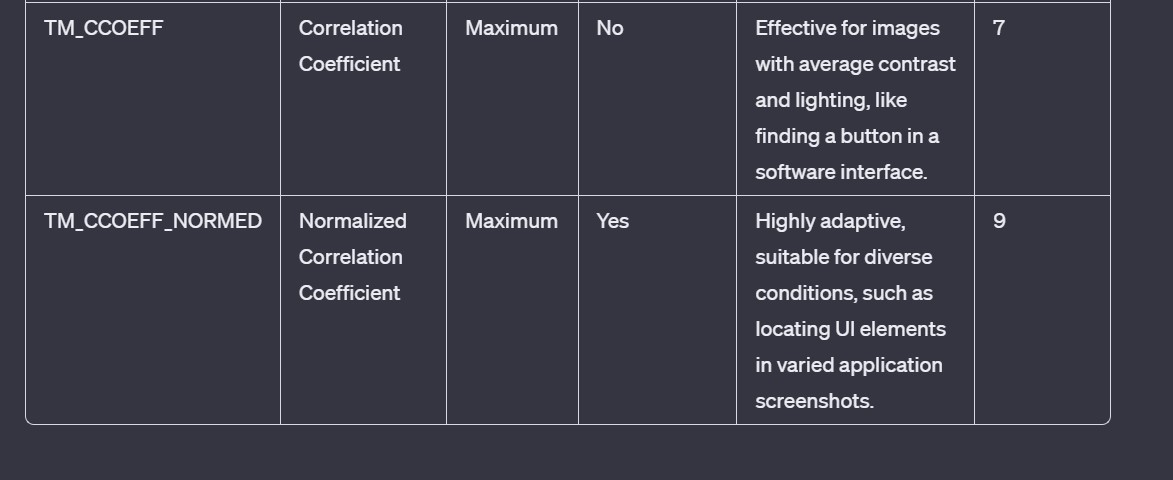 TM_CCOEFF
Correlation
Coefficient
Maximum
No
Effective for images
with average contrast
and lighting, like
finding a button in a
software interface.
7
TM_CCOEFF_NORMED
Normalized
Correlation
Coefficient
Maximum
Yes
Highly adaptive,
suitable for diverse
conditions, such as
locating UI elements
in varied application
screenshots.
9